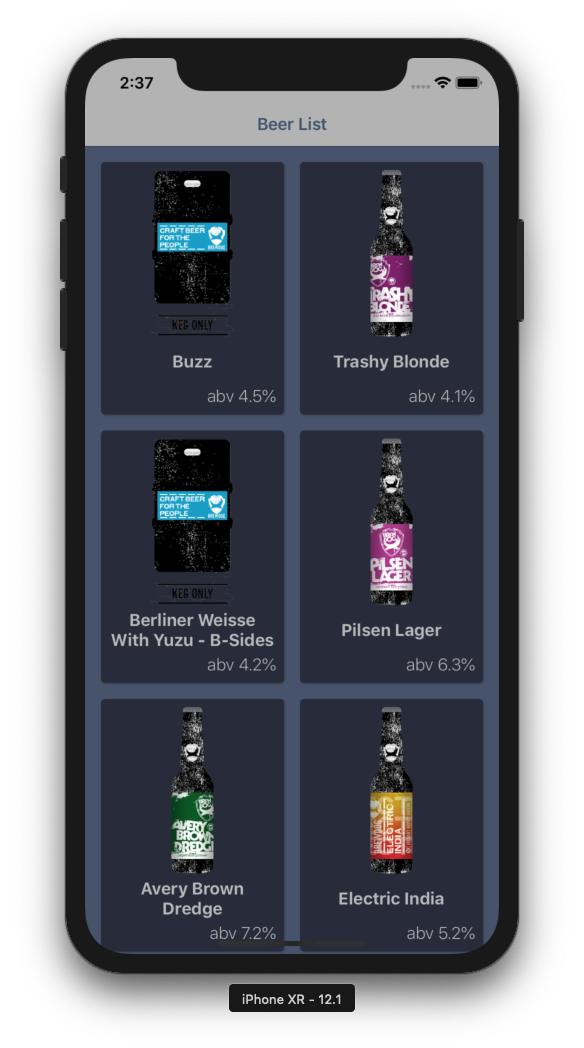 2:37
Beer List
CRAFT BEER
FOR THE
PEOPLE
BREWDOG
KEG ONLY
TRASHY
BLONDE
Buzz
Trashy Blonde
abv 4.5%
abv 4.1%
CRAFT BEER
FOR THE
PEOPLE
BREWDOG
KEG ONLY
PILSEN
LAGER
Berliner Weisse
With Yuzu - B-Sides
Pilsen Lager
abv 4.2%
abv 6.3%
AVERY
BROWN
DREDGE
ELECTRIC
INDIA
Avery Brown
Dredge
Electric India
abv 7.2%
abv 5.2%
iPhone XR - 12.1